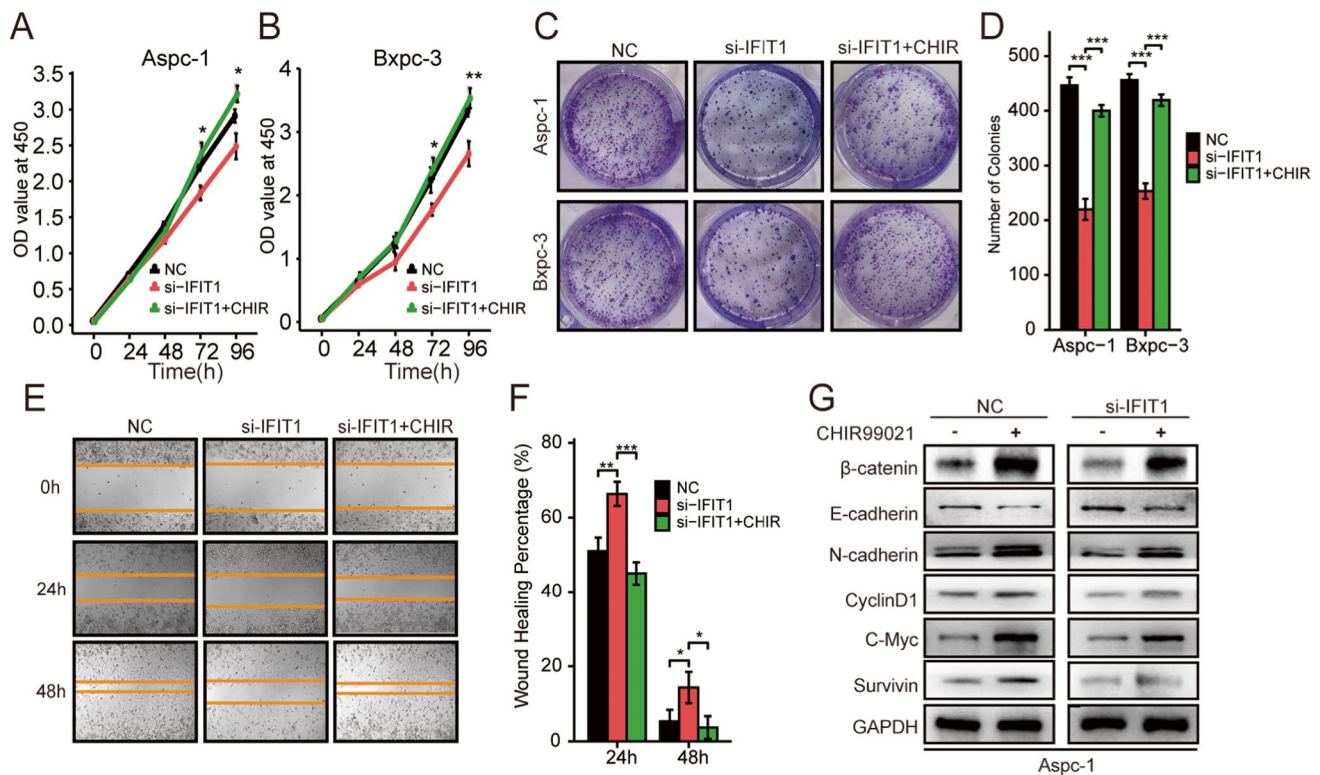 A
Aspc-1
OD value at 450
3.5
3.0
2.5
2.0
1.5
1.0
0.5
0.0
*
*
NC
si-IFIT1
si-IFIT1+CHIR
0 24 48 72 96
Time(h)
B
Bxpc-3
OD value at 450
4
3
2
1
0
*
**
NC
si-IFIT1
si-IFIT1+CHIR
0 24 48 72 96
Time(h)
C
NC si-IFIT1 si-IFIT1+CHIR
Aspc-1
Bxpc-3
D
Number of Colonies
500
400
300
200
100
0
*** ***
*** ***
NC
si-IFIT1
si-IFIT1+CHIR
Aspc-1 Bxpc-3
E
NC si-IFIT1 si-IFIT1+CHIR
0h
24h
48h
F
Wound Healing Percentage (%)
80
60
40
20
0
***
**
*
*
NC
si-IFIT1
si-IFIT1+CHIR
24h 48h
G
NC si-IFIT1
CHIR99021 - + - +
β-catenin
E-cadherin
N-cadherin
CyclinD1
C-Myc
Survivin
GAPDH
Aspc-1